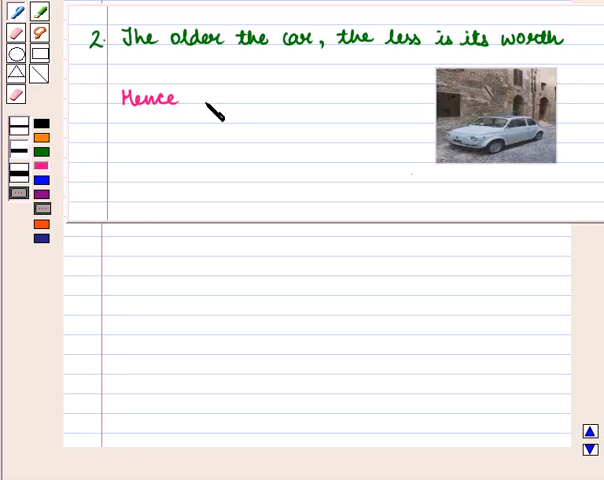 2. The older the car, the less is its worth
Hence